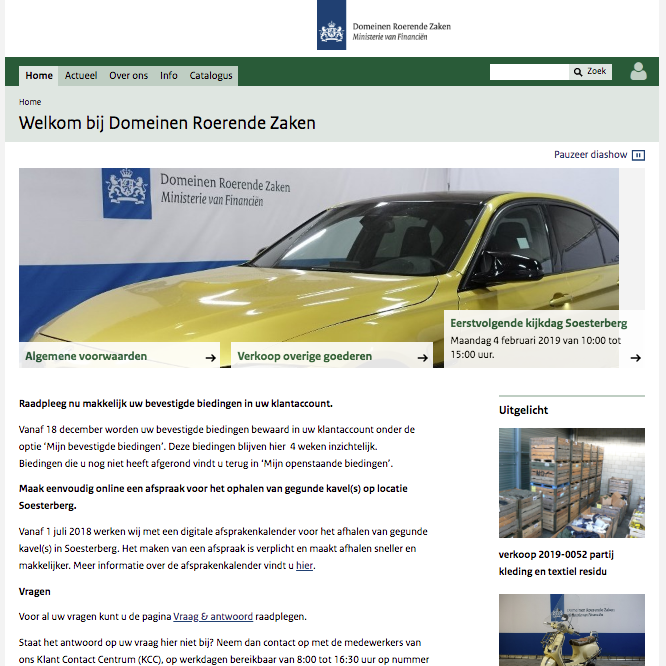 Domeinen Roerende Zaken
Ministerie van Financiën
Home
Actueel
Over ons
Info
Catalogus
Zoek
Home
Welkom bij Domeinen Roerende Zaken
Pauzeer diashow
Domeinen Roerende Zaken
Ministerie van Financiën
Eerstvolgende kijkdag Soesterberg
Maandag 4 februari 2019 van 10:00 tot
15:00 uur.
Algemene voorwaarden
Verkoop overige goederen
Raadpleeg nu makkelijk uw bevestigde biedingen in uw klantaccount.
Vanaf 18 december worden uw bevestigde biedingen bewaard in uw klantaccount onder de
optie ‘Mijn bevestigde biedingen’. Deze biedingen blijven hier 4 weken inzichtelijk.
Biedingen die u nog niet heeft afgerond vindt u terug in ‘Mijn openstaande biedingen’.
Maak eenvoudig online een afspraak voor het ophalen van gegunde kavel(s) op locatie
Soesterberg.
Vanaf 1 juli 2018 werken wij met een digitale afsprakenkalender voor het afhalen van gegunde
kavel(s) in Soesterberg. Het maken van een afspraak is verplicht en maakt afhalen sneller en
makkelijker. Meer informatie over de afsprakenkalender vindt u hier.
Vragen
Voor al uw vragen kunt u de pagina Vraag & antwoord raadplegen.
Staat het antwoord op uw vraag hier niet bij? Neem dan contact op met de medewerkers van
ons Klant Contact Centrum (KCC), op werkdagen bereikbaar van 8:00 tot 16:30 uur op nummer
Uitgelicht
verkoop 2019-0052 partij
kleding en textiel residu